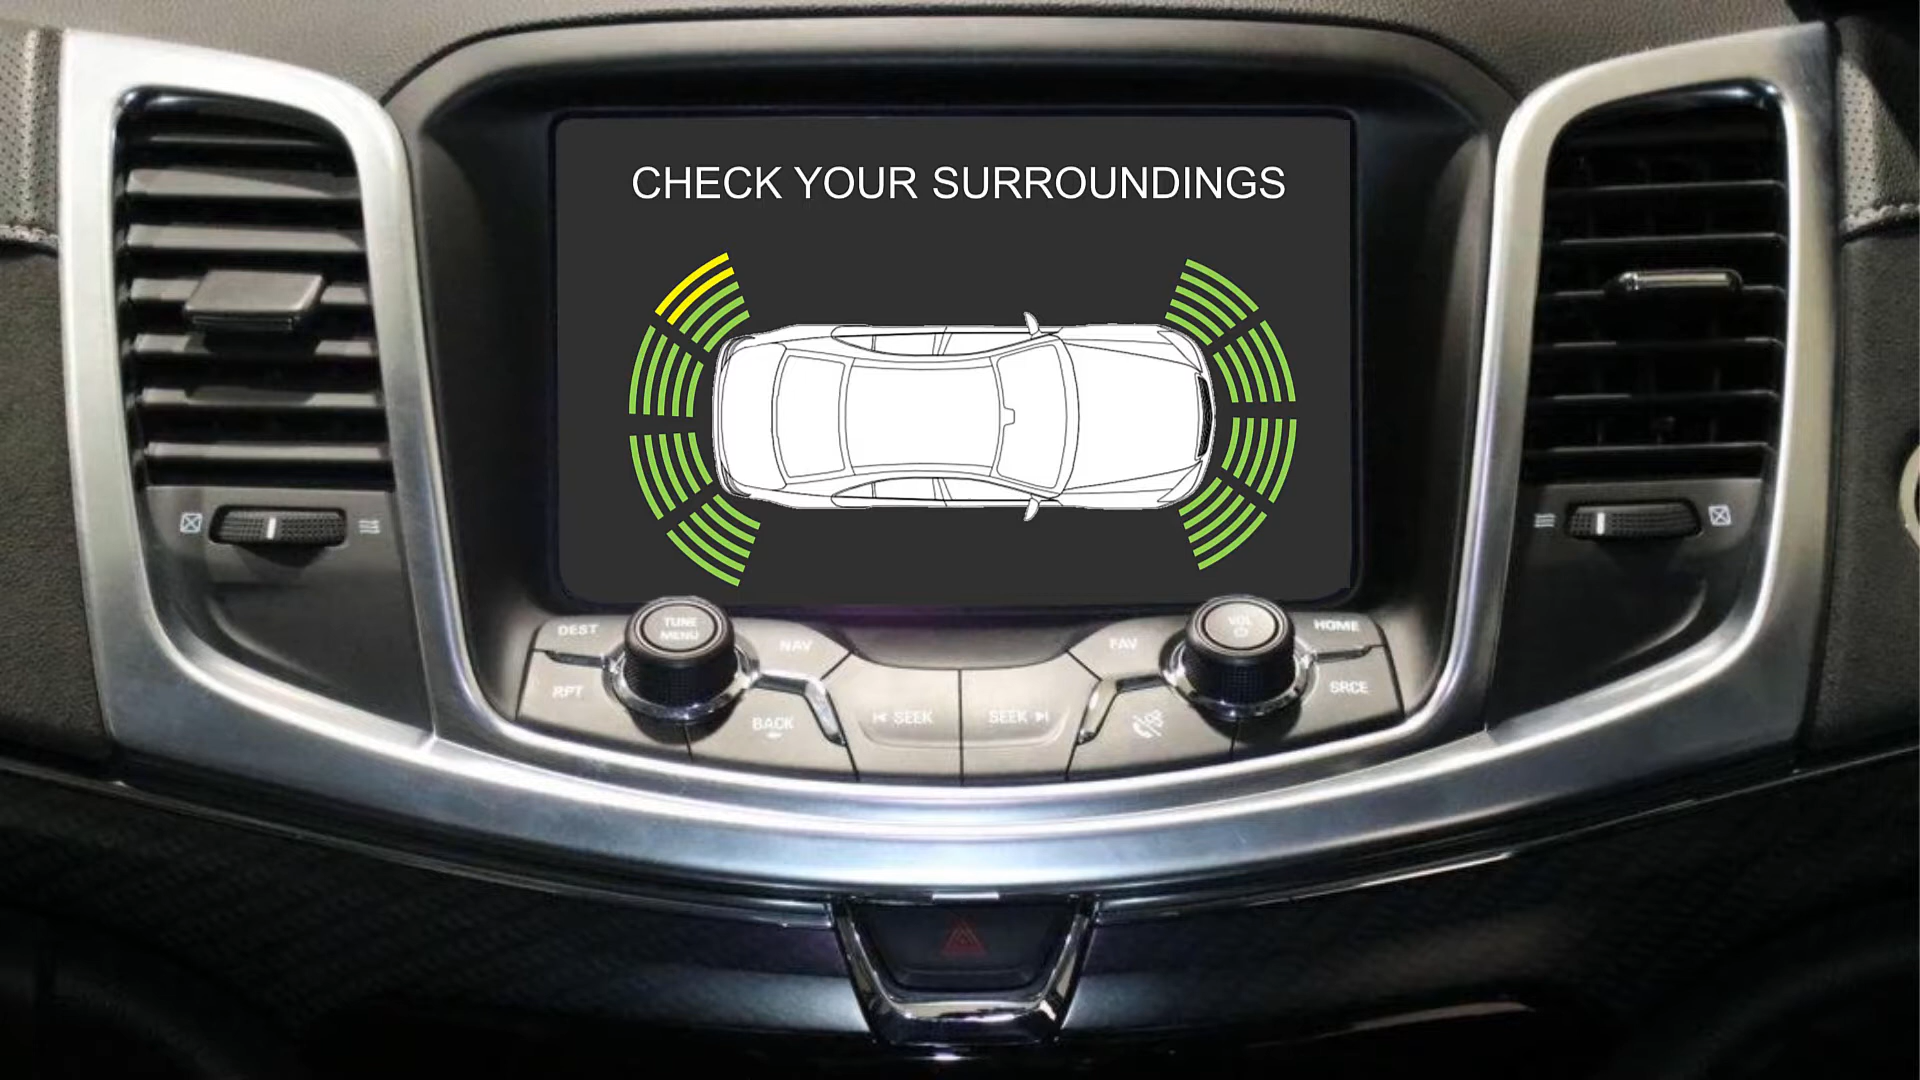 CHECK YOUR SURROUNDINGS
DEST
TUNE
MENU
NAV
FAV
VOL
HOME
RPT
BACK
SEEK
SEEK
SRCE